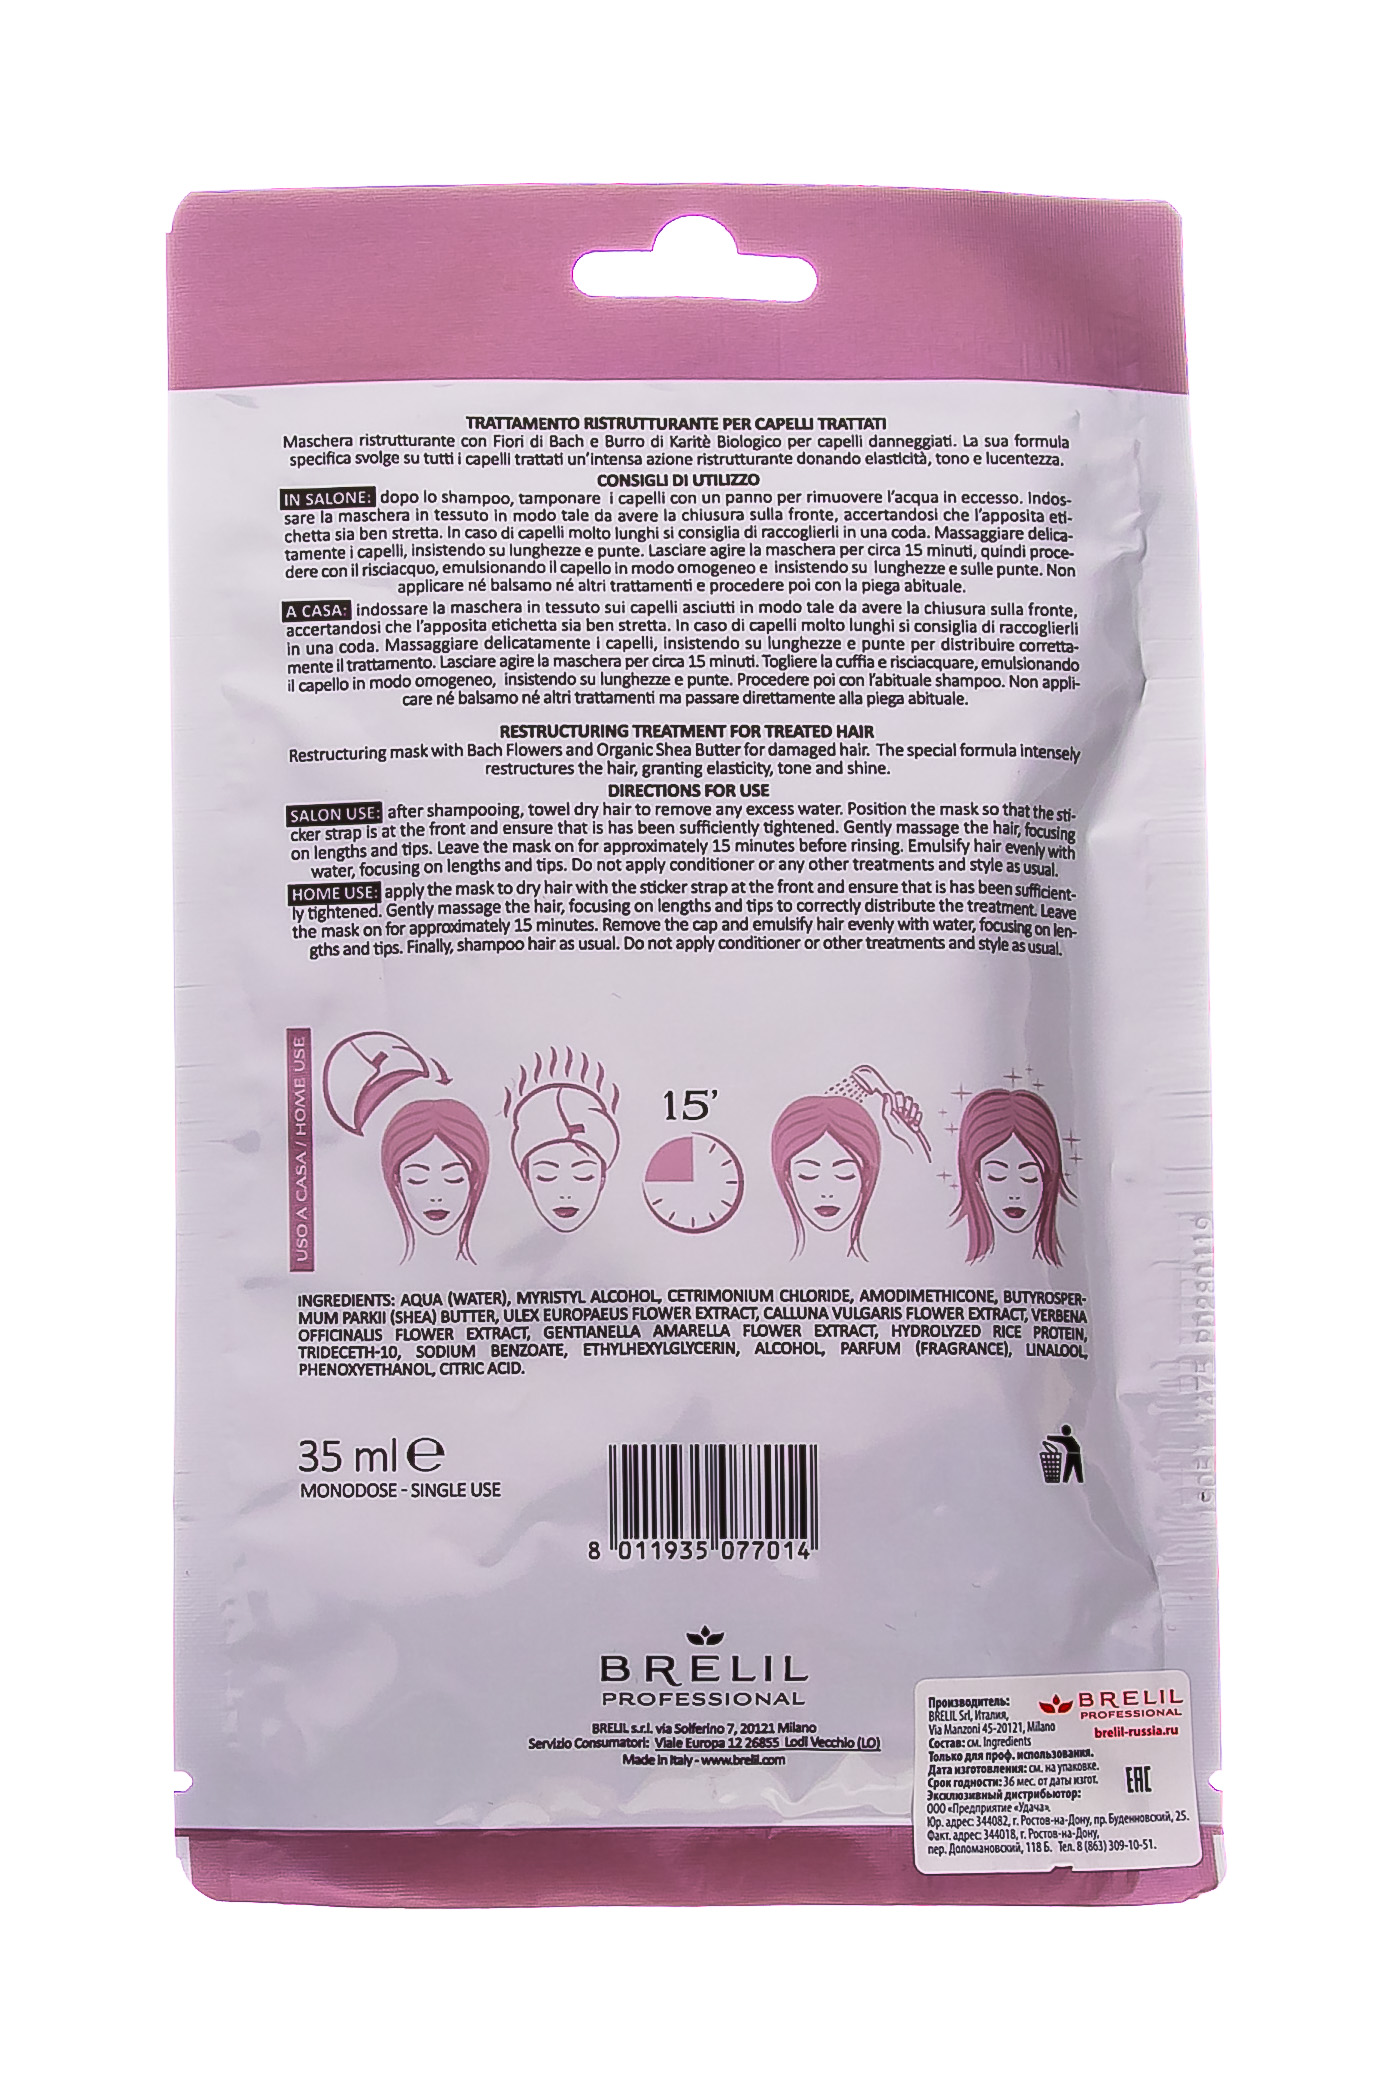 TRATTAMENTO RISTRUTTURANTE PER CAPELLI TRATTATI
Maschera ristrutturante con Fiori di Bach e Burro di Karitè Biologico per capelli danneggiati. La sua formula
specifica svolge su tutti i capelli trattati un'intensa azione ristrutturante donando elasticità, tono e lucentezza.
CONSIGLI DI UTILIZZO
IN SALONE: dopo lo shampoo, tamponare i capelli con un panno per rimuovere l'acqua in eccesso. Indos-
sare la maschera in tessuto in modo tale da avere la chiusura sulla fronte, accertandosi che l'apposita eti-
chetta sia ben stretta. In caso di capelli molto lunghi si consiglia di raccoglierli in una coda. Massaggiare delica-
tamente i capelli, insistendo su lunghezze e punte. Lasciare agire la maschera per circa 15 minuti, quindi proce-
dere con il risciacquo, emulsionando il capello in modo omogeneo e insistendo su lunghezze e sulle punte. Non
applicare né balsamo né altri trattamenti e procedere poi con la piega abituale.
A CASA: indossare la maschera in tessuto sui capelli asciutti in modo tale da avere la chiusura sulla fronte,
accertandosi che l'apposita etichetta sia ben stretta. In caso di capelli molto lunghi si consiglia di raccoglierli
in una coda. Massaggiare delicatamente i capelli, insistendo su lunghezze e punte per distribuire corretta-
mente il trattamento. Lasciare agire la maschera per circa 15 minuti. Togliere la cuffia e risciacquare, emulsionando
il capello in modo omogeneo, insistendo su lunghezze e punte. Procedere poi con l'abituale shampoo. Non appli-
care né balsamo né altri trattamenti ma passare direttamente alla piega abituale.
RESTRUCTURING TREATMENT FOR TREATED HAIR
Restructuring mask with Bach Flowers and Organic Shea Butter for damaged hair. The special formula intensely
restructures the hair, granting elasticity, tone and shine.
DIRECTIONS FOR USE
SALON USE: after shampooing, towel dry hair to remove any excess water. Position the mask so that the sti-
cker strap is at the front and ensure that is has been sufficiently tightened. Gently massage the hair, focusing
on lengths and tips. Leave the mask on for approximately 15 minutes before rinsing. Emulsify hair evenly with
water, focusing on lengths and tips. Do not apply conditioner or any other treatments and style as usual.
HOME USE: apply the mask to dry hair with the sticker strap at the front and ensure that is has been sufficient-
ly tightened. Gently massage the hair, focusing on lengths and tips to correctly distribute the treatment. Leave
the mask on for approximately 15 minutes. Remove the cap and emulsify hair evenly with water, focusing on len-
gths and tips. Finally, shampoo hair as usual. Do not apply conditioner or other treatments and style as usual.
USO A CASA / HOME USE
15'
INGREDIENTS: AQUA (WATER), MYRISTYL ALCOHOL, CETRIMONIUM CHLORIDE, AMODIMETHICONE, BUTYROSPER-
MUM PARKII (SHEA) BUTTER, ULEX EUROPAEUS FLOWER EXTRACT, CALLUNA VULGARIS FLOWER EXTRACT, VERBENA
OFFICINALIS FLOWER EXTRACT, GENTIANELLA AMARELLA FLOWER EXTRACT, HYDROLYZED RICE PROTEIN,
TRIDECETH-10, SODIUM BENZOATE, ETHYLHEXYLGLYCERIN, ALCOHOL, PARFUM (FRAGRANCE), LINALOOL,
PHENOXYETHANOL, CITRIC ACID.
35 ml e
MONODOSE - SINGLE USE
8 011935 077014
BRELIL
PROFESSIONAL
BRELIL s.r.l. via Solferino 7, 20121 Milano
Servizio Consumatori: Viale Europa 12 26855 Lodi Vecchio (LO)
Made in Italy - www.brelil.com
BRELIL
PROFESSIONAL
brelil-russia.ru
Производитель:
BRELIL Srl, Италия,
Via Manzoni 45-20121, Milano
Состав: см. Ingredients
Только для проф. использования.
Дата изготовления: см. на упаковке.
Срок годности: 36 мес. от даты изгот.
Эксклюзивный дистрибьютор:
ООО «Предприятие «Удача».
Юр. адрес: 344082, г. Ростов-на-Дону, пр. Буденновский, 25.
Факт. адрес: 344018, г. Ростов-на-Дону,
пер. Доломановский, 118 Б. Тел. 8 (863) 309-10-51.
EAC